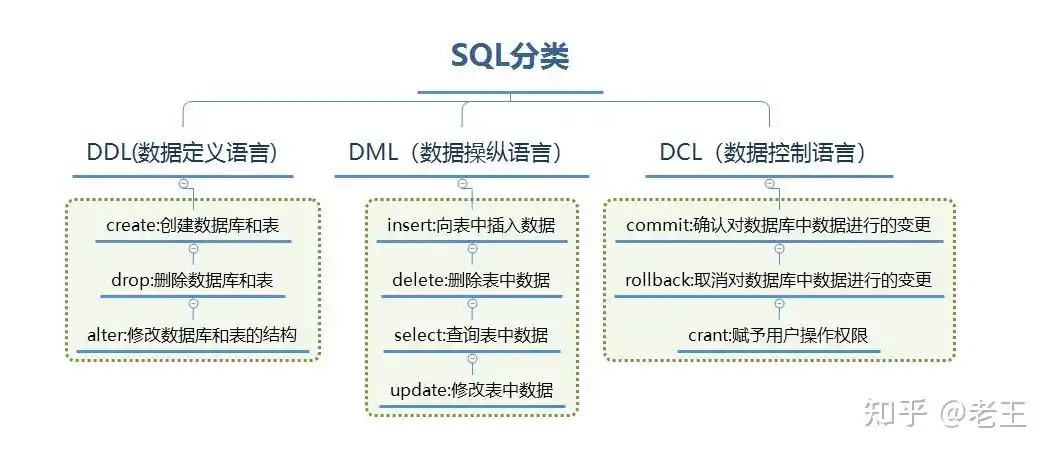 SQL分类
DDL(数据定义语言)
DML（数据操纵语言）
DCL（数据控制语言）
create:创建数据库和表
drop:删除数据库和表
alter:修改数据库和表的结构
insert:向表中插入数据
delete:删除表中数据
select:查询表中数据
update:修改表中数据
commit:确认对数据库中数据进行的变更
rollback:取消对数据库中数据进行的变更
crant:赋予用户操作权限
知乎 @老王